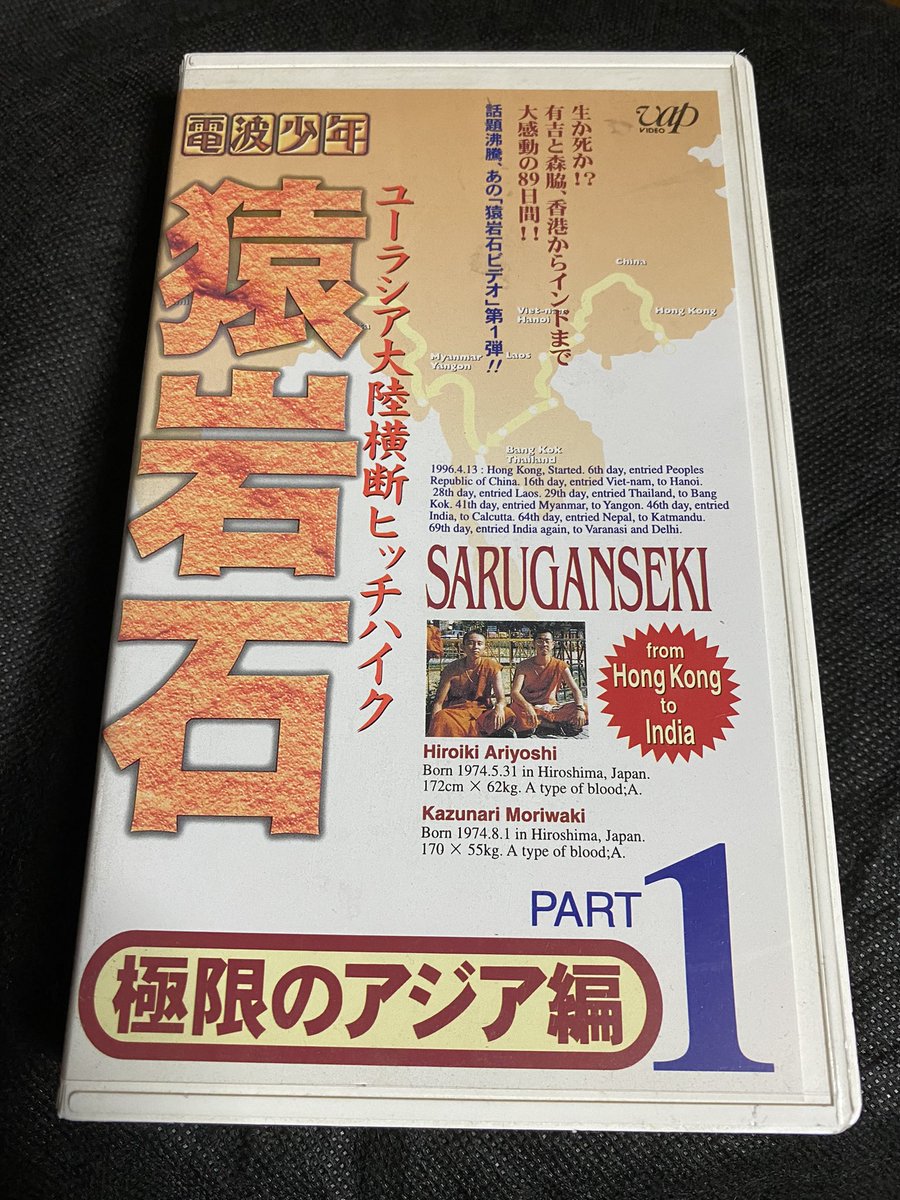 電波少年
猿岩石
ユーラシア大陸横断ヒッチハイク
生か死か!?
有吉と森脇、香港からインドまで
大感動の89日間!!
話題沸騰、あの「猿岩石ビデオ」第1弾!!
vap
VIDEO
China
Hong Kong
Hanoi
Myanmar
Yangon
Laos
Bang Kok
Thailand
1996.4.13 : Hong Kong, Started. 6th day, entried Peoples
Republic of China. 16th day, entried Viet-nam, to Hanoi.
28th day, entried Laos. 29th day, entried Thailand, to Bang
Kok. 41th day, entried Myanmar, to Yangon. 46th day, entried
India, to Calcutta. 64th day, entried Nepal, to Katmandu.
69th day, entried India again, to Varanasi and Delhi.
SARUGANSEKI
from
Hong Kong
to
India
Hiroiki Ariyoshi
Born 1974.5.31 in Hiroshima, Japan.
172cm × 62kg. A type of blood;A.
Kazunari Moriwaki
Born 1974.8.1 in Hiroshima, Japan.
170 × 55kg. A type of blood;A.
PART 1
極限のアジア編